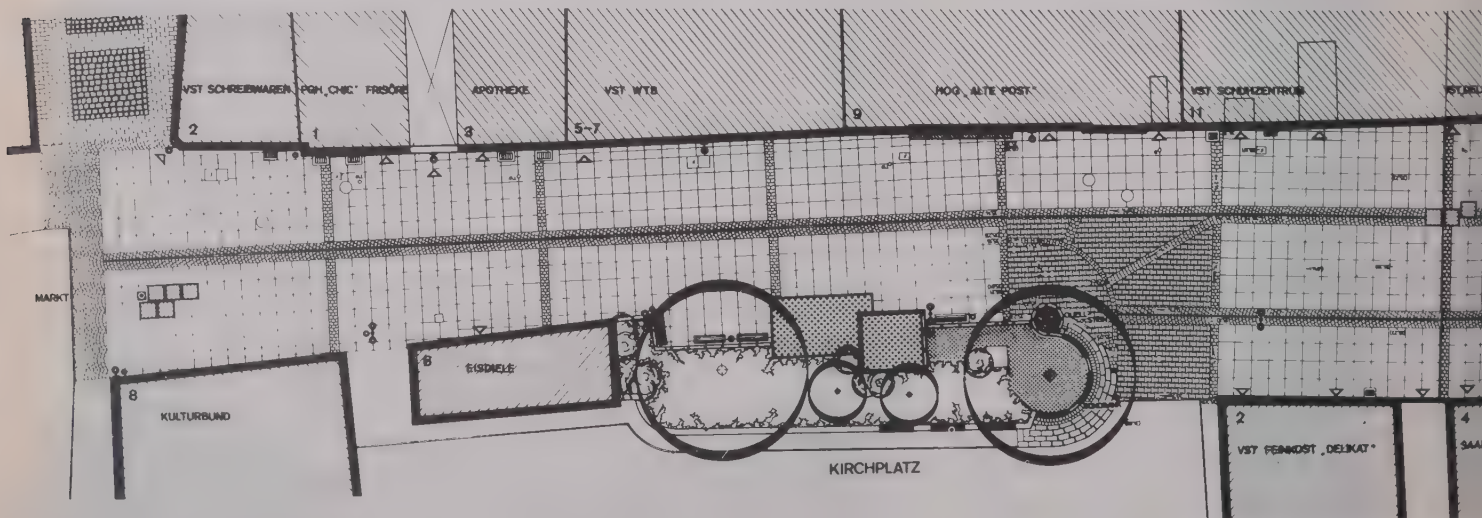 VST SCHREIBWAREN
2
PGH „CHIC" FRISÖRE
1
APOTHEKE
3
VST WTB
5-7
HOG „ALTE POST"
9
VST SCHUHZENTRUM
11
MARKT
8
KULTURBUND
6
EISDIELE
KIRCHPLATZ
2
VST FEINKOST „DELIKAT"
4